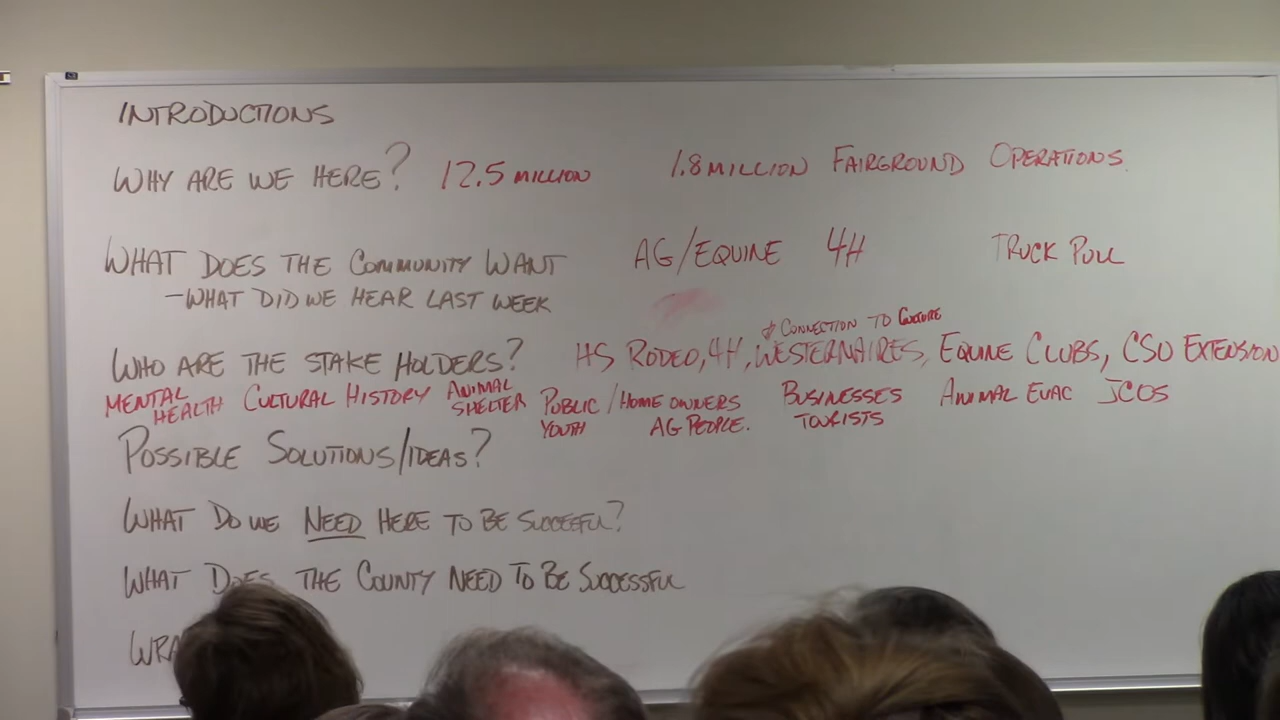 INTRODUCTIONS
WHY ARE WE HERE? 12.5 MILLION 1.8 MILLION FAIRGROUND OPERATIONS
WHAT DOES THE COMMUNITY WANT AG/EQUINE 4H TRUCK PULL
-WHAT DID WE HEAR LAST WEEK
CONNECTION TO CULTURE
WHO ARE THE STAKE HOLDERS? HS RODEO, 4H, WESTERNAIRES, EQUINE CLUBS, CSU EXTENSION
MENTAL HEALTH CULTURAL HISTORY ANIMAL SHELTER PUBLIC / HOME OWNERS BUSINESSES ANIMAL EVAC JCOS
YOUTH AG PEOPLE. TOURISTS
POSSIBLE SOLUTIONS/IDEAS?
WHAT DO WE NEED HERE TO BE SUCCEFUL?
WHAT DOES THE COUNTY NEED TO BE SUCCESSFUL